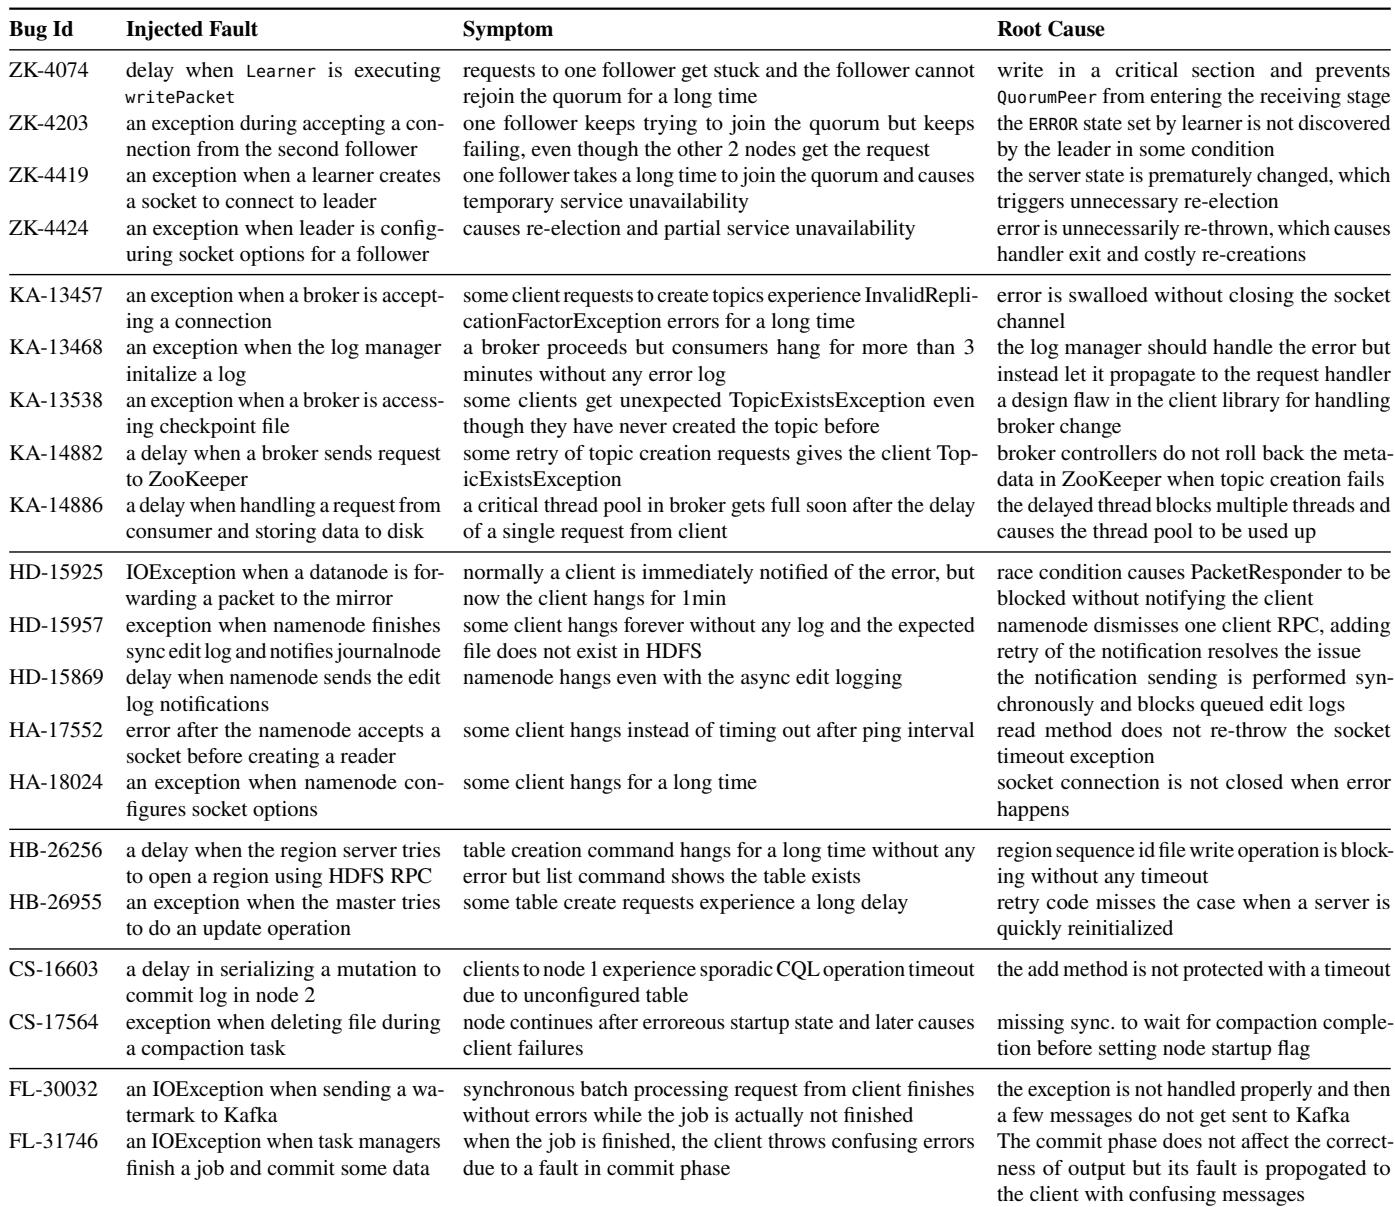 Bug Id Injected Fault Symptom Root Cause
ZK-4074 delay when Learner is executing requests to one follower get stuck and the follower cannot write in a critical section and prevents
writePacket rejoin the quorum for a long time QuorumPeer from entering the receiving stage
ZK-4203 an exception during accepting a con- one follower keeps trying to join the quorum but keeps the ERROR state set by learner is not discovered
nection from the second follower failing, even though the other 2 nodes get the request by the leader in some condition
ZK-4419 an exception when a learner creates one follower takes a long time to join the quorum and causes the server state is prematurely changed, which
a socket to connect to leader temporary service unavailability triggers unnecessary re-election
ZK-4424 an exception when leader is config- causes re-election and partial service unavailability error is unnecessarily re-thrown, which causes
uring socket options for a follower handler exit and costly re-creations
KA-13457 an exception when a broker is accept- some client requests to create topics experience InvalidRepli- error is swalloed without closing the socket
ing a connection cationFactorException errors for a long time channel
KA-13468 an exception when the log manager a broker proceeds but consumers hang for more than 3 the log manager should handle the error but
initalize a log minutes without any error log instead let it propagate to the request handler
KA-13538 an exception when a broker is access- some clients get unexpected TopicExistsException even a design flaw in the client library for handling
ing checkpoint file though they have never created the topic before broker change
KA-14882 a delay when a broker sends request some retry of topic creation requests gives the client Top- broker controllers do not roll back the meta-
to ZooKeeper icExistsException data in ZooKeeper when topic creation fails
KA-14886 a delay when handling a request from a critical thread pool in broker gets full soon after the delay the delayed thread blocks multiple threads and
consumer and storing data to disk of a single request from client causes the thread pool to be used up
HD-15925 IOException when a datanode is for- normally a client is immediately notified of the error, but race condition causes PacketResponder to be
warding a packet to the mirror now the client hangs for 1min blocked without notifying the client
HD-15957 exception when namenode finishes some client hangs forever without any log and the expected namenode dismisses one client RPC, adding
sync edit log and notifies journalnode file does not exist in HDFS retry of the notification resolves the issue
HD-15869 delay when namenode sends the edit namenode hangs even with the async edit logging the notification sending is performed syn-
log notifications chronously and blocks queued edit logs
HA-17552 error after the namenode accepts a some client hangs instead of timing out after ping interval read method does not re-throw the socket
socket before creating a reader timeout exception
HA-18024 an exception when namenode con- some client hangs for a long time socket connection is not closed when error
figures socket options happens
HB-26256 a delay when the region server tries table creation command hangs for a long time without any region sequence id file write operation is block-
to open a region using HDFS RPC error but list command shows the table exists ing without any timeout
HB-26955 an exception when the master tries some table create requests experience a long delay retry code misses the case when a server is
to do an update operation quickly reinitialized
CS-16603 a delay in serializing a mutation to clients to node 1 experience sporadic CQL operation timeout the add method is not protected with a timeout
commit log in node 2 due to unconfigured table
CS-17564 exception when deleting file during node continues after erroreous startup state and later causes missing sync. to wait for compaction comple-
a compaction task client failures tion before setting node startup flag
FL-30032 an IOException when sending a wa- synchronous batch processing request from client finishes the exception is not handled properly and then
termark to Kafka without errors while the job is actually not finished a few messages do not get sent to Kafka
FL-31746 an IOException when task managers when the job is finished, the client throws confusing errors The commit phase does not affect the correct-
finish a job and commit some data due to a fault in commit phase ness of output but its fault is propogated to
the client with confusing messages